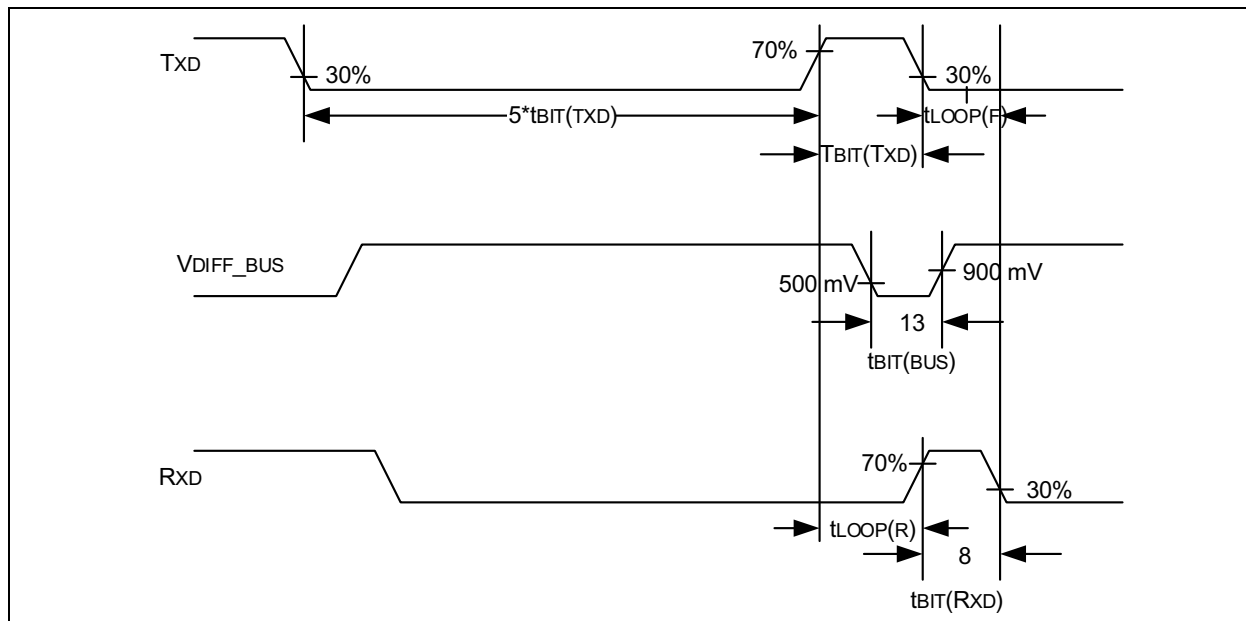 TXD
30%
70%
30%
5*tBIT(TXD)
tLOOP(F)
TBIT(TXD)
VDIFF_BUS
500 mV
900 mV
13
tBIT(BUS)
RXD
70%
30%
tLOOP(R)
8
tBIT(RXD)